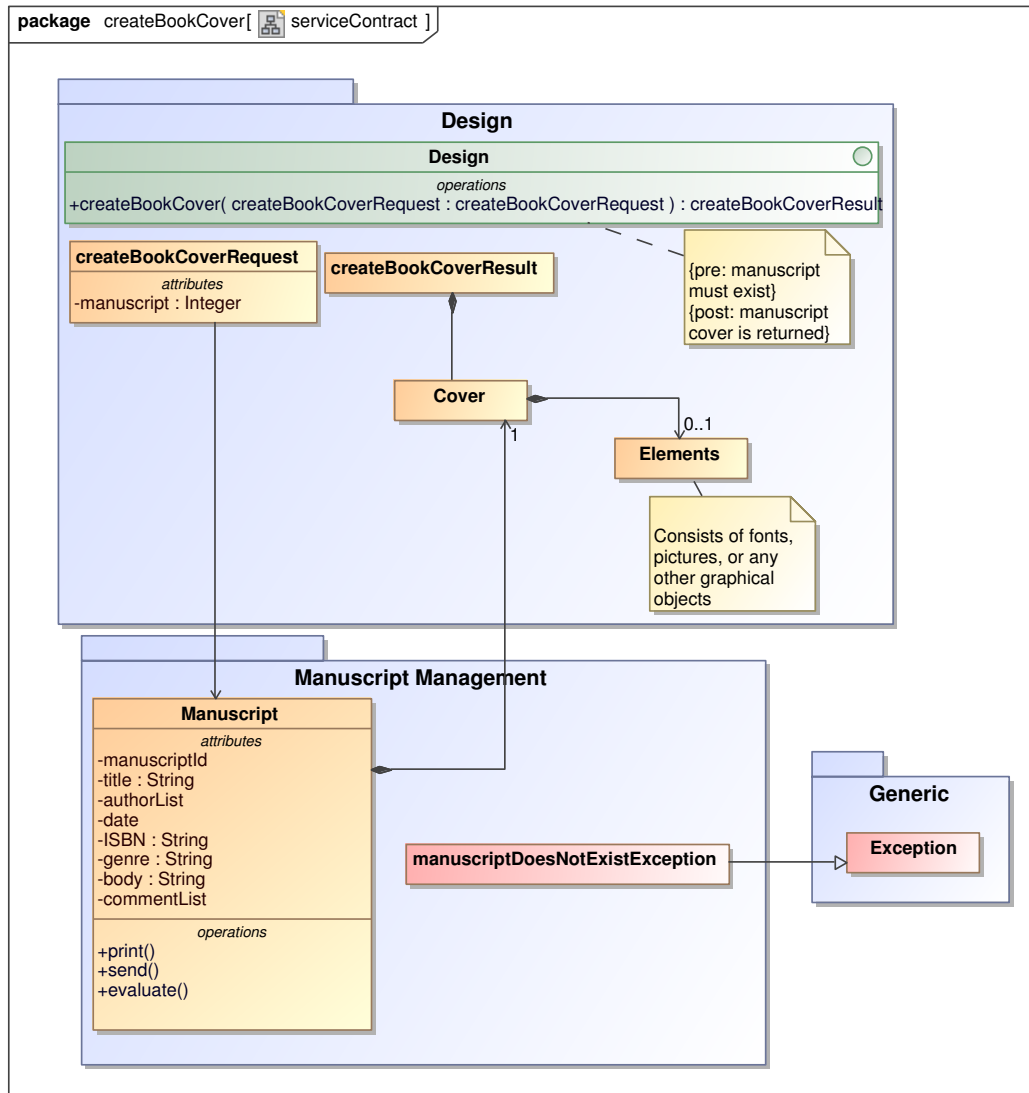 package createBookCover[ serviceContract ]
Design
Design
operations
+createBookCover( createBookCoverRequest : createBookCoverRequest ) : createBookCoverResult
createBookCoverRequest
attributes
-manuscript : Integer
createBookCoverResult
{pre: manuscript
must exist}
{post: manuscript
cover is returned}
Cover
1
0..1
Elements
Consists of fonts,
pictures, or any
other graphical
objects
Manuscript Management
Manuscript
attributes
-manuscriptId
-title : String
-authorList
-date
-ISBN : String
-genre : String
-body : String
-commentList
operations
+print()
+send()
+evaluate()
manuscriptDoesNotExistException
Generic
Exception